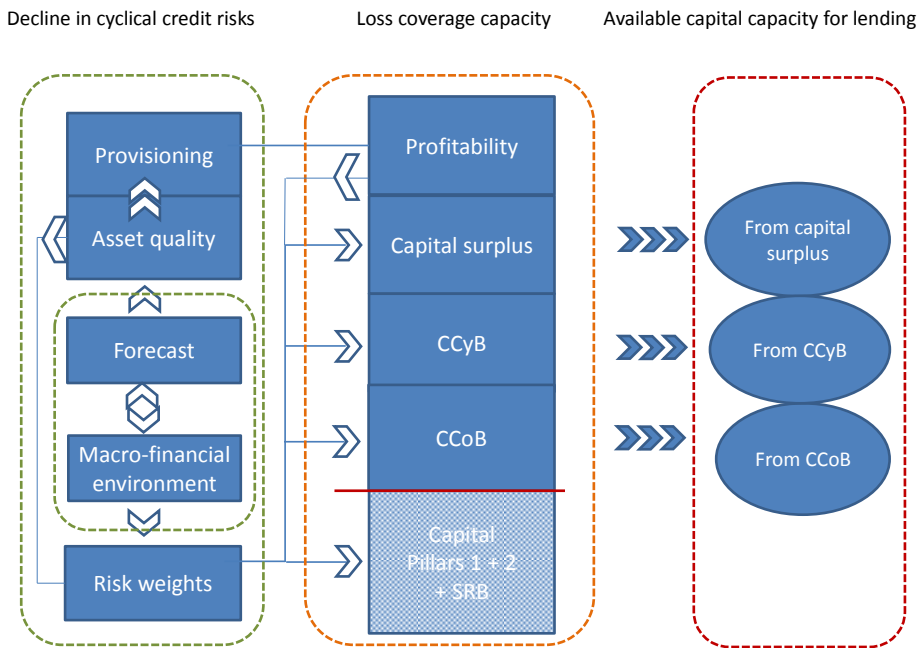 Decline in cyclical credit risks
Loss coverage capacity
Available capital capacity for lending
Provisioning
Asset quality
Forecast
Macro-financial
environment
Risk weights
Profitability
Capital surplus
CCyB
CCoB
Capital
Pillars 1 + 2
+ SRB
From capital
surplus
From CCyB
From CCoB